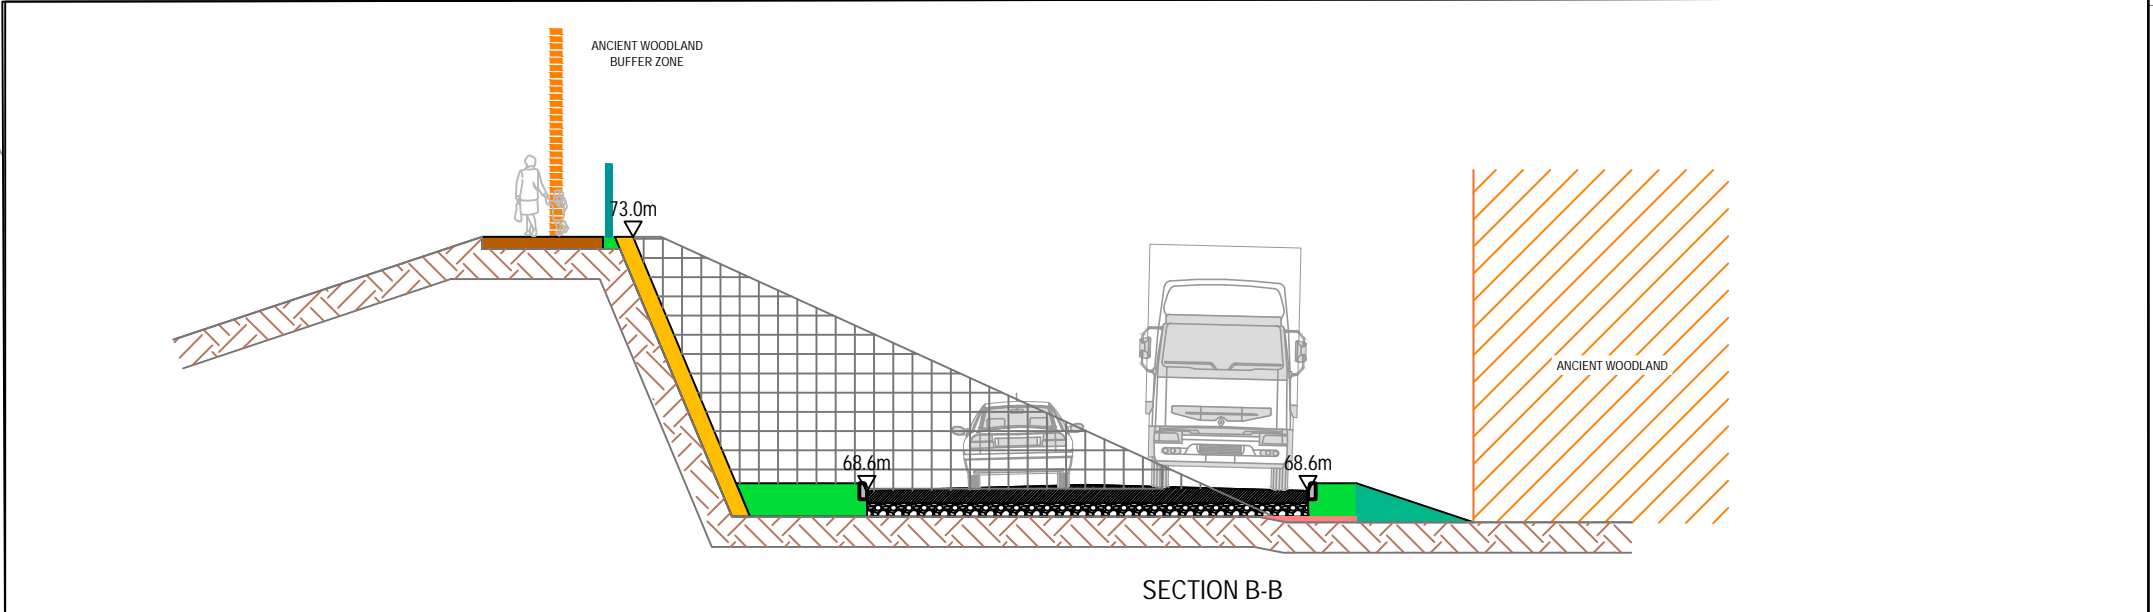 ANCIENT WOODLAND
BUFFER ZONE
73.0m
ANCIENT WOODLAND
68.6m
68.6m
SECTION B-B